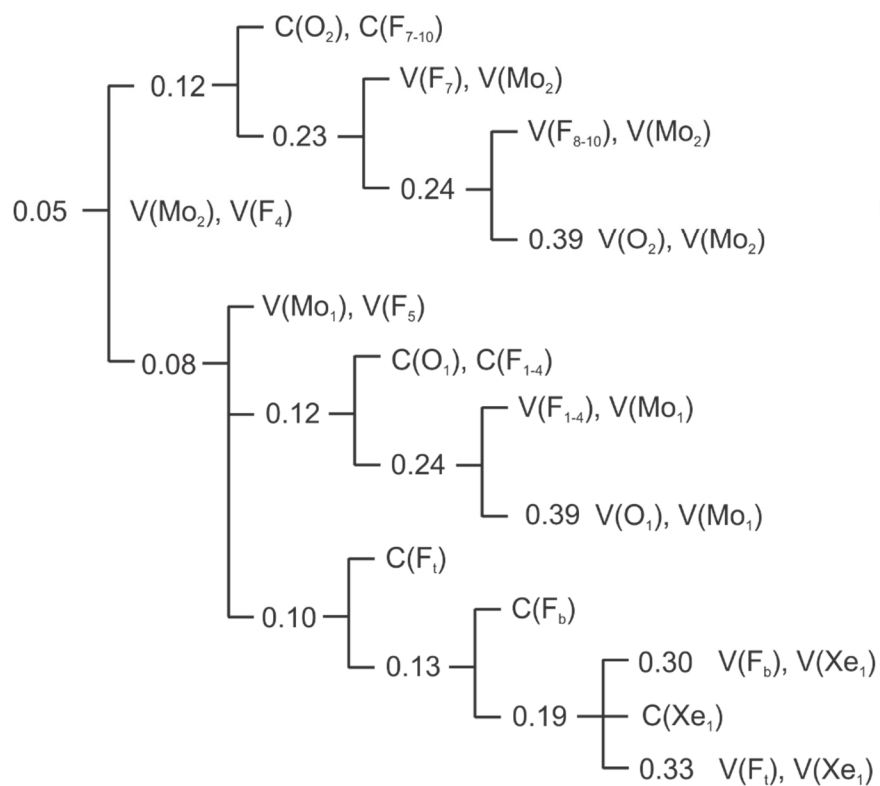 C(O₂), C(F₇₋₁₀)
0.12
V(F₇), V(Mo₂)
0.23
V(F₈₋₁₀), V(Mo₂)
0.24
0.05 V(Mo₂), V(F₄)
0.39 V(O₂), V(Mo₂)
V(Mo₁), V(F₅)
0.08
C(O₁), C(F₁₋₄)
0.12
V(F₁₋₄), V(Mo₁)
0.24
0.39 V(O₁), V(Mo₁)
C(Fₜ)
0.10
C(F_b)
0.13
0.30 V(F_b), V(Xe₁)
0.19 C(Xe₁)
0.33 V(Fₜ), V(Xe₁)